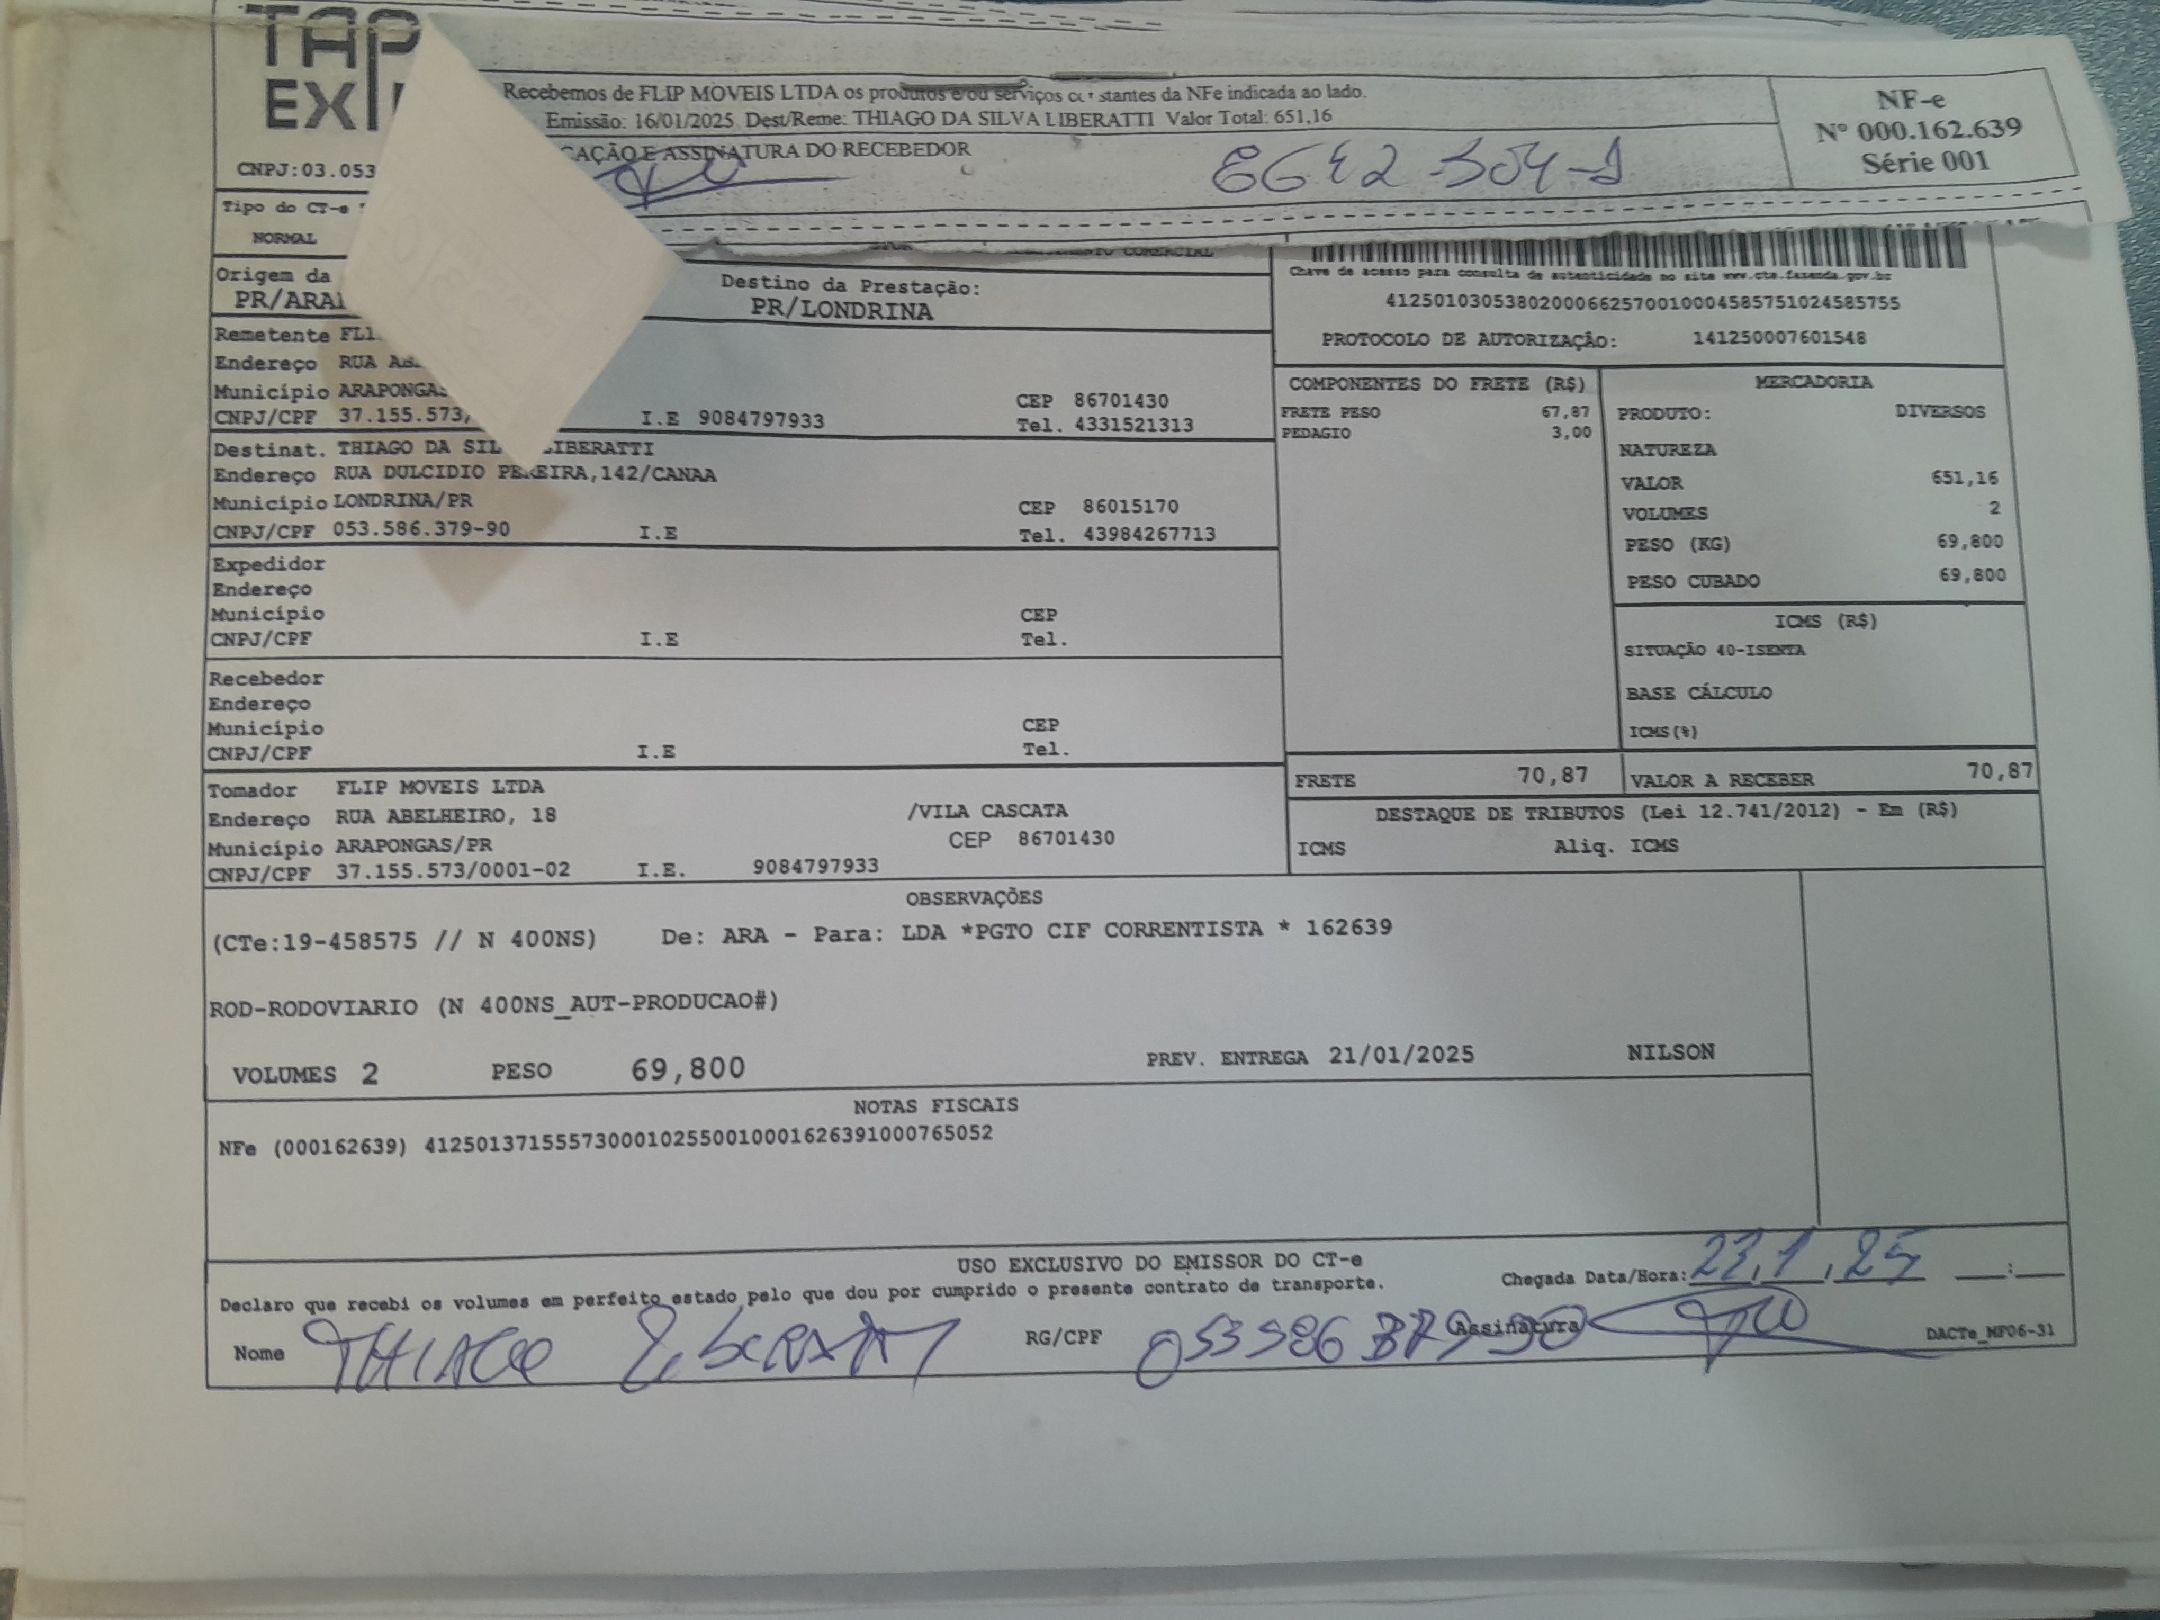 TAP
EX
CNPJ:03.053
Recebemos de FLIP MOVEIS LTDA os produtos e/ou serviços constantes da NFe indicada ao lado.
Emissão: 16/01/2025 Dest/Reme: THIAGO DA SILVA LIBERATTI Valor Total: 651,16
CAÇÃO E ASSINATURA DO RECEBEDOR
NF-e
Nº 000.162.639
Série 001
Tipo do CT-e
NORMAL
Origem da
PR/ARA
Destino da Prestação:
PR/LONDRINA
Chave de acesso para consulta de autenticidade no site www.cte.fazenda.gov.br
41250103053802000662570010004585751024585755
PROTOCOLO DE AUTORIZAÇÃO: 141250007601548
Remetente FLI
Endereço RUA AB
Município ARAPONGAS CEP 86701430
CNPJ/CPF 37.155.573/ I.E 9084797933 Tel. 4331521313
Destinat. THIAGO DA SIL LIBERATTI
Endereço RUA DULCIDIO PEREIRA,142/CANAA
Município LONDRINA/PR CEP 86015170
CNPJ/CPF 053.586.379-90 I.E Tel. 43984267713
Expedidor
Endereço
Município CEP
CNPJ/CPF I.E Tel.
Recebedor
Endereço
Município CEP
CNPJ/CPF I.E Tel.
Tomador FLIP MOVEIS LTDA
Endereço RUA ABELHEIRO, 18 /VILA CASCATA
Município ARAPONGAS/PR CEP 86701430
CNPJ/CPF 37.155.573/0001-02 I.E. 9084797933
COMPONENTES DO FRETE (R$)
FRETE PESO 67,87
PEDAGIO 3,00
MERCADORIA
PRODUTO: DIVERSOS
NATUREZA
VALOR 651,16
VOLUMES 2
PESO (KG) 69,800
PESO CUBADO 69,800
ICMS (R$)
SITUAÇÃO 40-ISENTA
BASE CÁLCULO
ICMS(%)
FRETE 70,87 VALOR A RECEBER 70,87
DESTAQUE DE TRIBUTOS (Lei 12.741/2012) - Em (R$)
ICMS Aliq. ICMS
OBSERVAÇÕES
(CTe:19-458575 // N 400NS) De: ARA - Para: LDA *PGTO CIF CORRENTISTA * 162639
ROD-RODOVIARIO (N 400NS_AUT-PRODUCAO#)
VOLUMES 2 PESO 69,800 PREV. ENTREGA 21/01/2025 NILSON
NOTAS FISCAIS
NFe (000162639) 41250137155573000102550010001626391000765052
USO EXCLUSIVO DO EMISSOR DO CT-e
Declaro que recebi os volumes em perfeito estado pelo que dou por cumprido o presente contrato de transporte.
Chegada Data/Hora: , 1 , 25 :
Nome THIAGO LiberAtti RG/CPF 05358637990 Assinatura
DACTe_MF06-31